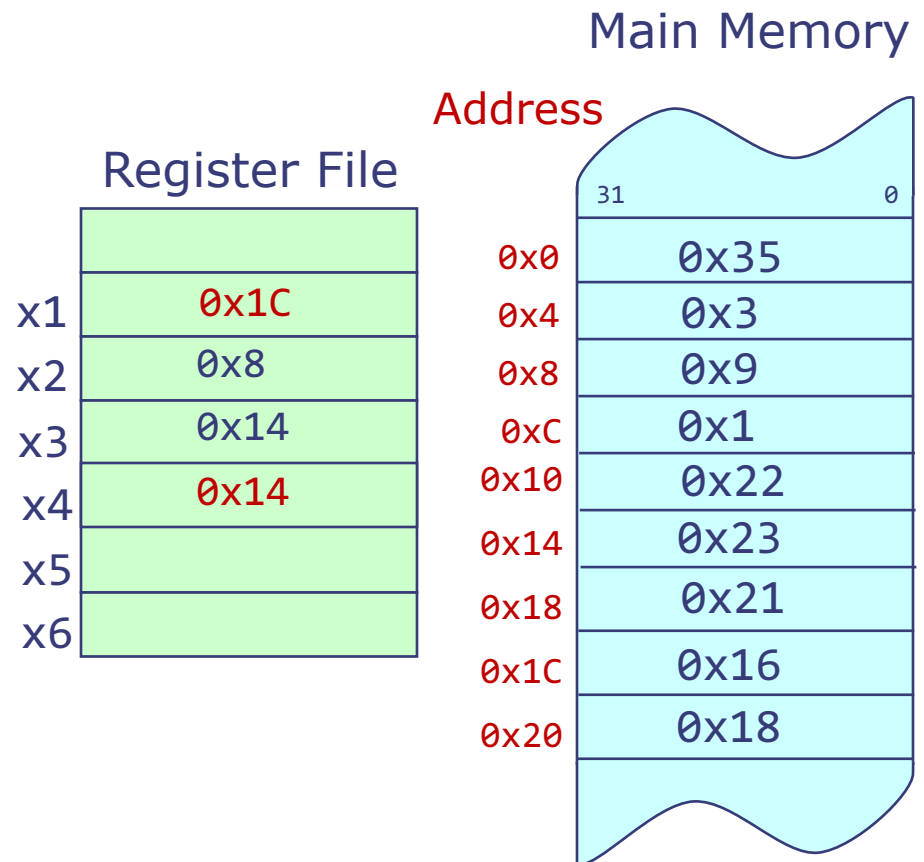 Main Memory
Address
Register File
31 0
0x0 0x35
x1 0x1C 0x4 0x3
x2 0x8 0x8 0x9
x3 0x14 0xC 0x1
x4 0x14 0x10 0x22
0x14 0x23
x5
0x18 0x21
x6
0x1C 0x16
0x20 0x18